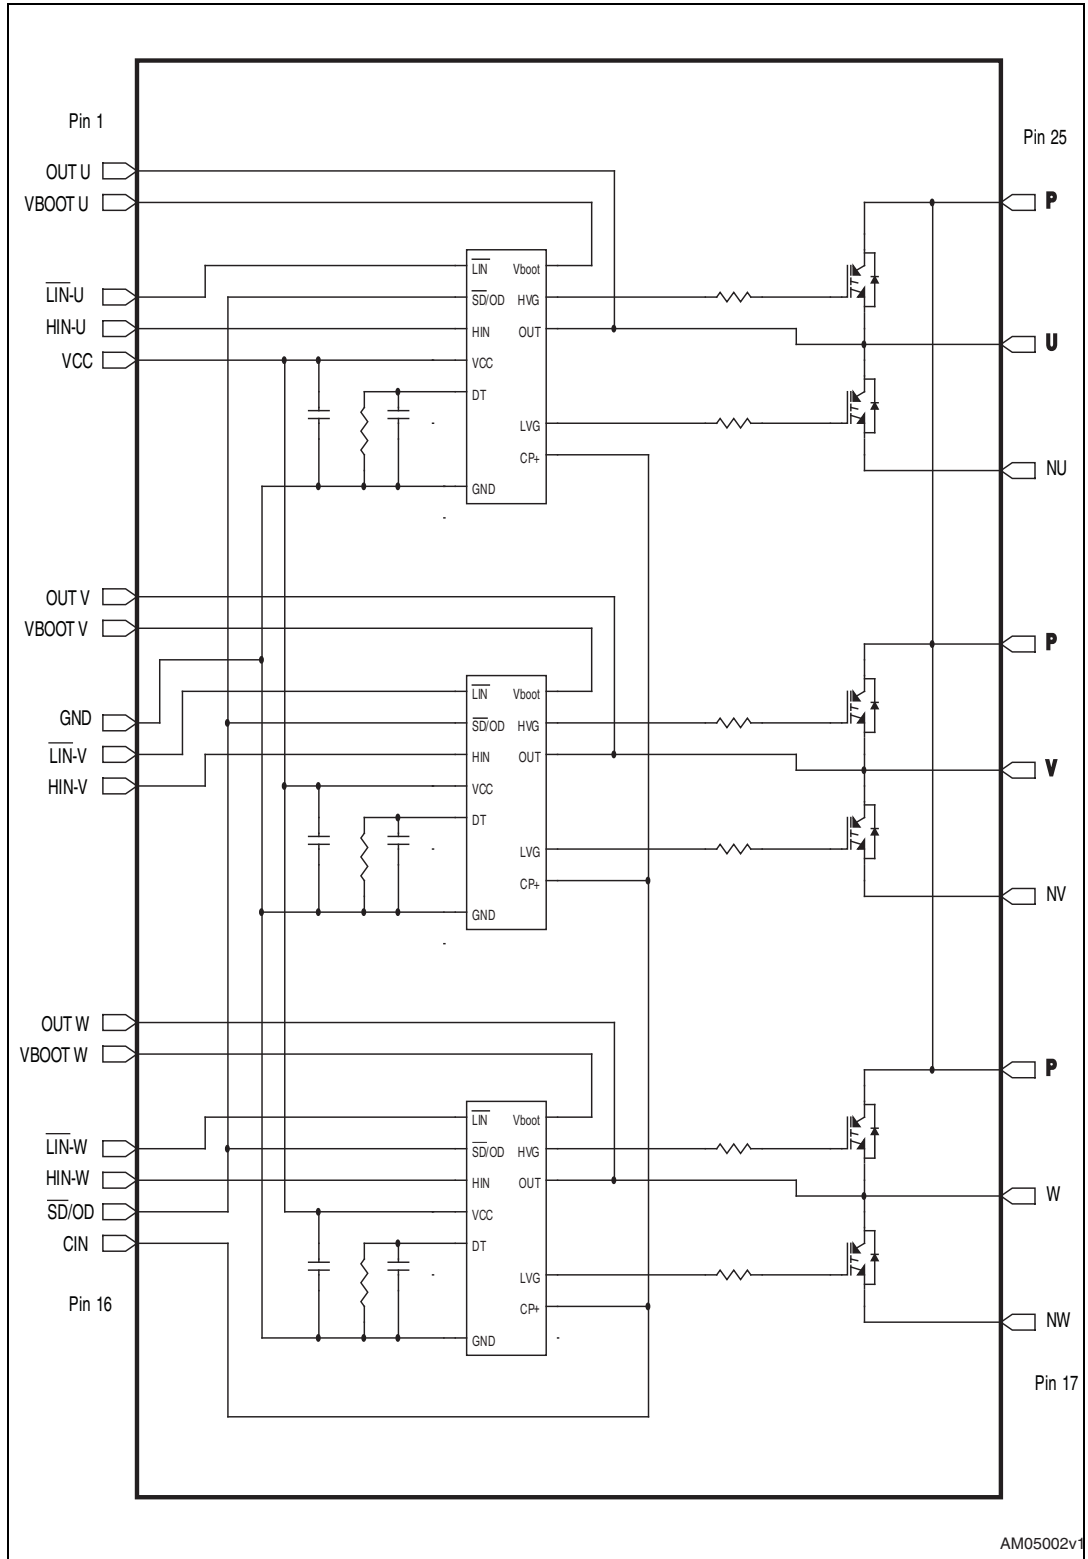 Pin 1
Pin 25
OUT U
VBOOT U
P
LIN Vboot
LIN-U
SD/OD HVG
HIN-U
HIN OUT
U
VCC
VCC
DT
LVG
CP+
NU
GND
OUT V
VBOOT V
P
LIN Vboot
GND
SD/OD HVG
LIN-V
HIN OUT
V
HIN-V
VCC
DT
LVG
CP+
NV
GND
OUT W
VBOOT W
P
LIN Vboot
LIN-W
SD/OD HVG
HIN-W
HIN OUT
W
SD/OD
VCC
CIN
DT
LVG
Pin 16
CP+
NW
GND
Pin 17
AM05002v1